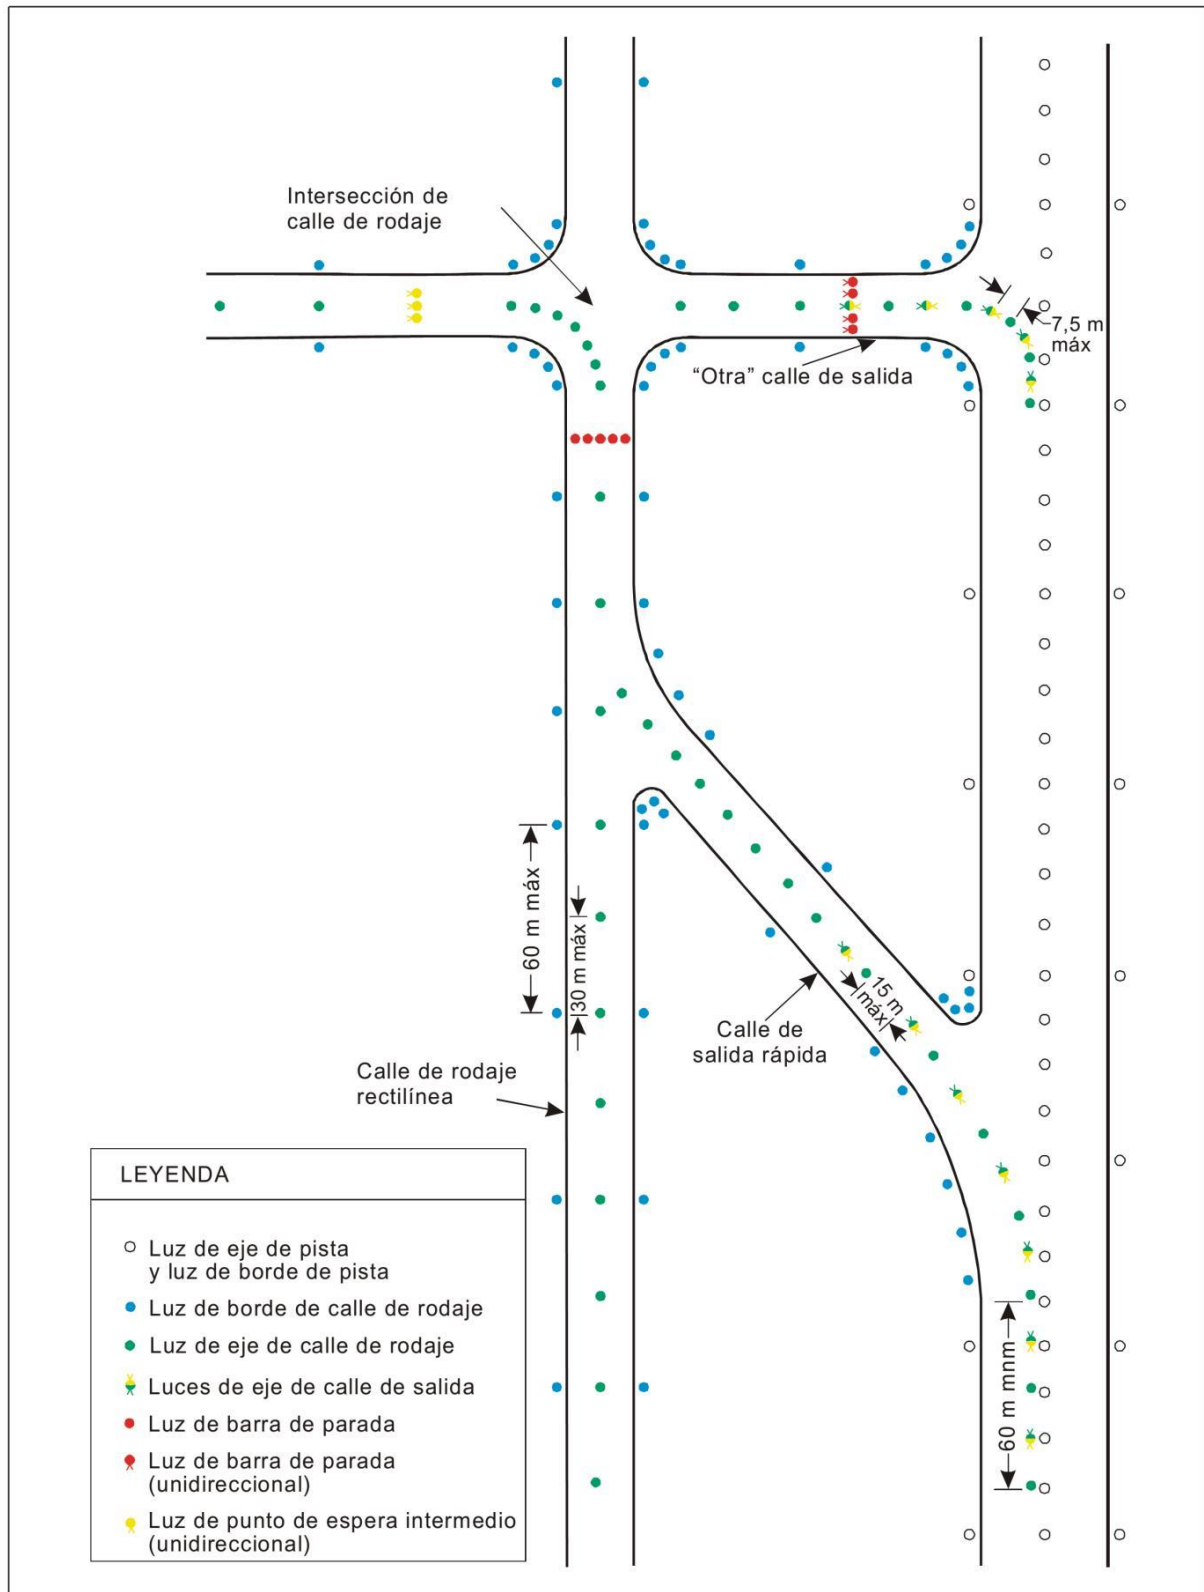 Intersección de
calle de rodaje
7,5 m
máx
“Otra” calle de salida
60 m máx
30 m máx
15 m
máx
Calle de
salida rápida
Calle de rodaje
rectilínea
60 m mnm
LEYENDA
Luz de eje de pista
y luz de borde de pista
Luz de borde de calle de rodaje
Luz de eje de calle de rodaje
Luces de eje de calle de salida
Luz de barra de parada
Luz de barra de parada
(unidireccional)
Luz de punto de espera intermedio
(unidireccional)